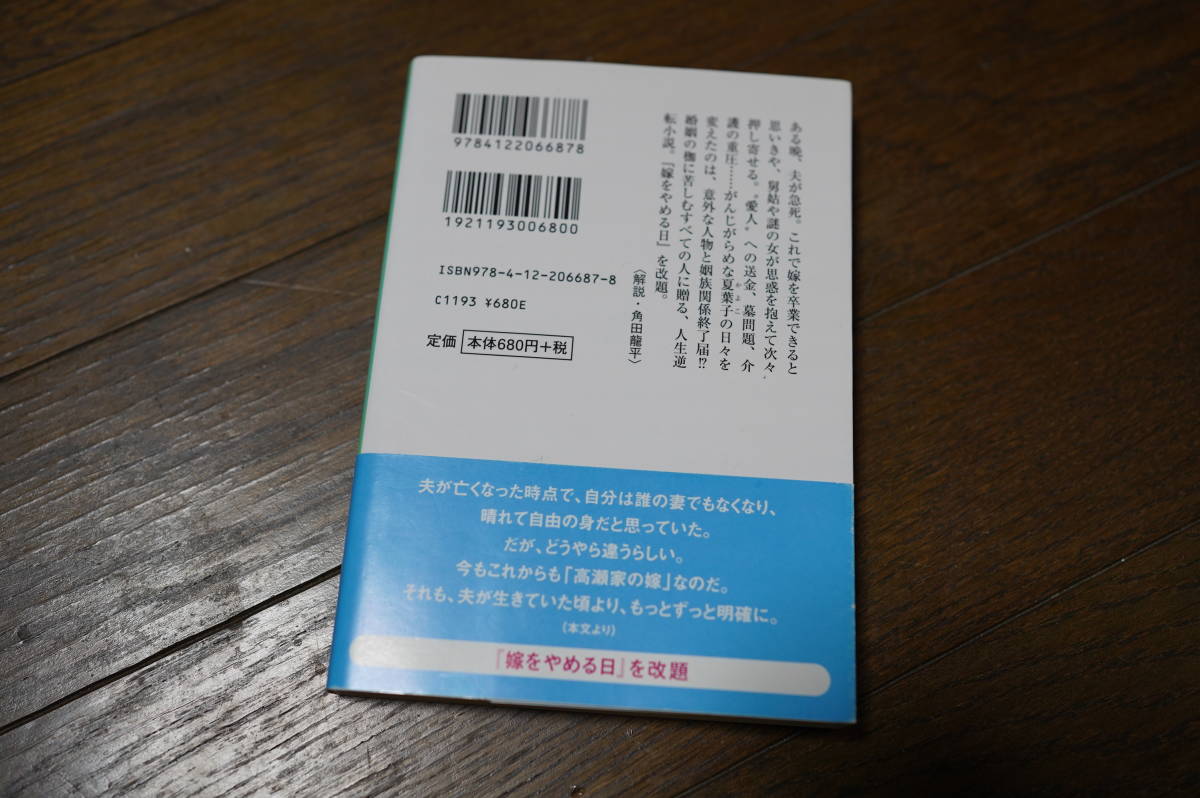 ある晩、夫が急死。これで嫁を卒業できると
思いきや、舅姑や謎の女が思惑を抱えて次々
押し寄せる。〝愛人〟への送金、墓問題、介
護の重圧……がんじがらめな夏葉子の日々を
かよこ
変えたのは、意外な人物と姻族関係終了届!?
婚姻の枷に苦しむすべての人に贈る、人生逆
転小説。『嫁をやめる日』を改題。
〈解説・角田龍平〉
9784122066878
1921193006800
ISBN978-4-12-206687-8
C1193 ¥680E
定価 本体680円+税
夫が亡くなった時点で、自分は誰の妻でもなくなり、
晴れて自由の身だと思っていた。
だが、どうやら違うらしい。
今もこれからも「高瀬家の嫁」なのだ。
それも、夫が生きていた頃より、もっとずっと明確に。
(本文より)
『嫁をやめる日』を改題